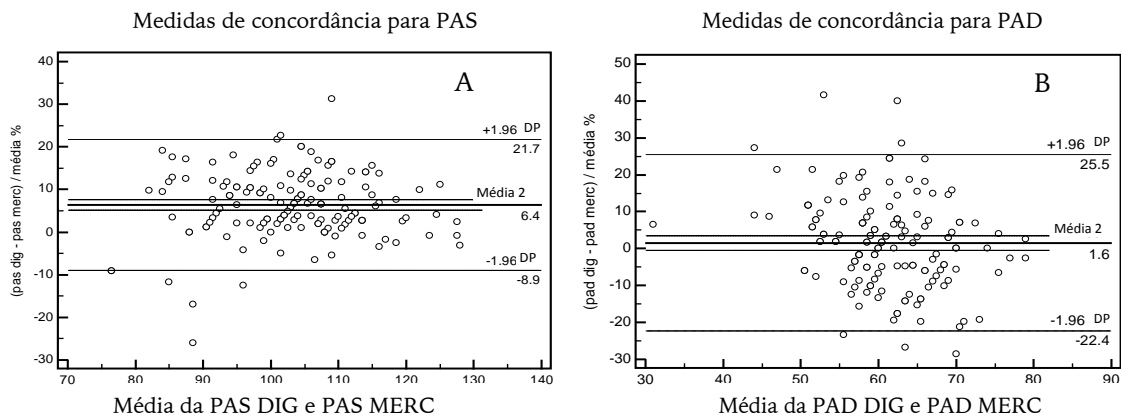 Medidas de concordância para PAS
40
30
20
10
0
-10
-20
-30
(pas dig - pas merc) / média %
A
+1.96 DP
21.7
Média 2
6.4
-1.96 DP
-8.9
70 80 90 100 110 120 130 140
Média da PAS DIG e PAS MERC
Medidas de concordância para PAD
50
40
30
20
10
0
-10
-20
-30
(pad dig - pad merc) / média %
B
+1.96 DP
25.5
Média 2
1.6
-1.96 DP
-22.4
30 40 50 60 70 80 90
Média da PAD DIG e PAD MERC